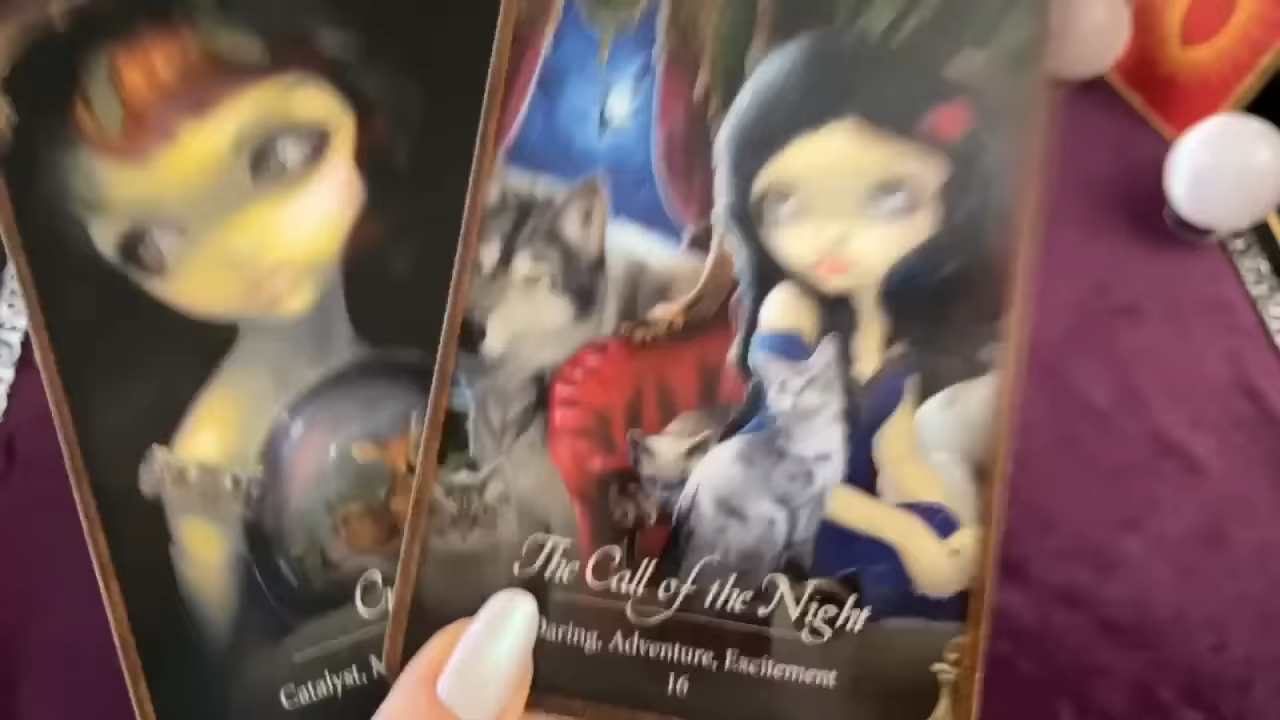 The Call of the Night
Daring, Adventure, Excitement
16
Catalyst,